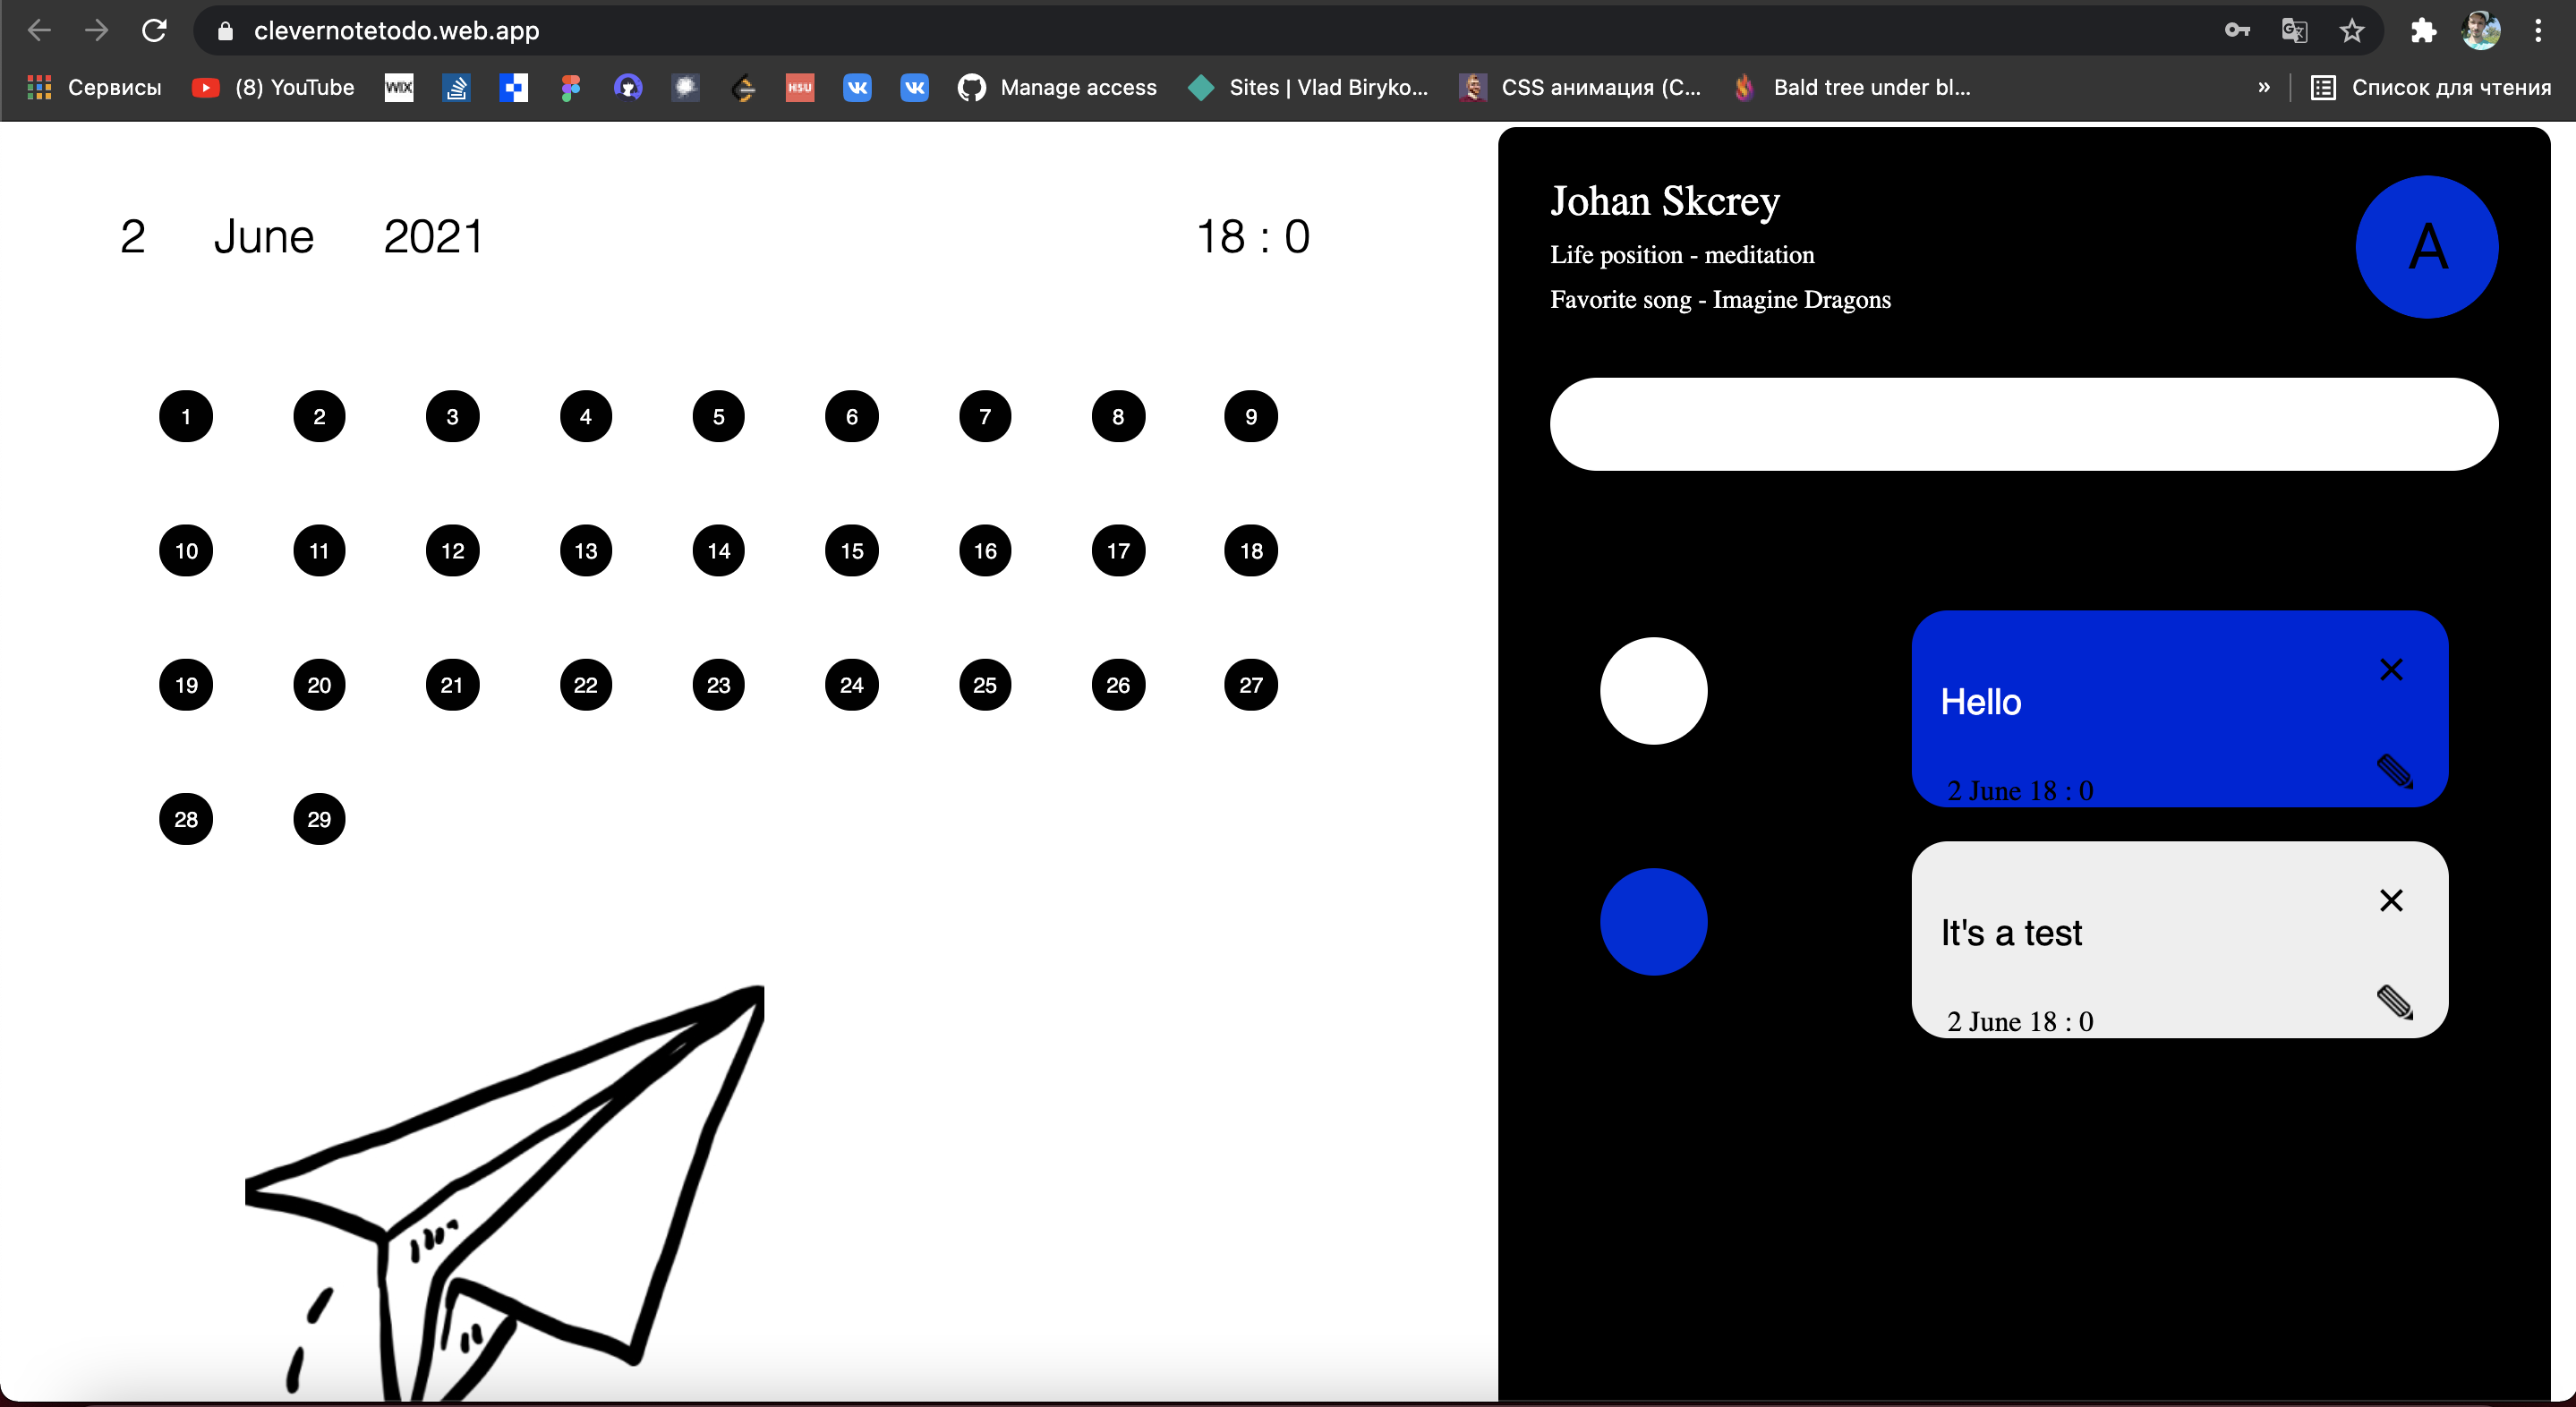 clevernotetodo.web.app
Сервисы (8) YouTube WIX HSU Manage access Sites | Vlad Biryko... CSS анимация (C... Bald tree under bl... » Список для чтения
2 June 2021 18 : 0
1 2 3 4 5 6 7 8 9
10 11 12 13 14 15 16 17 18
19 20 21 22 23 24 25 26 27
28 29
Johan Skcrey
Life position - meditation
Favorite song - Imagine Dragons
A
Hello
×
2 June 18 : 0
It's a test
×
2 June 18 : 0